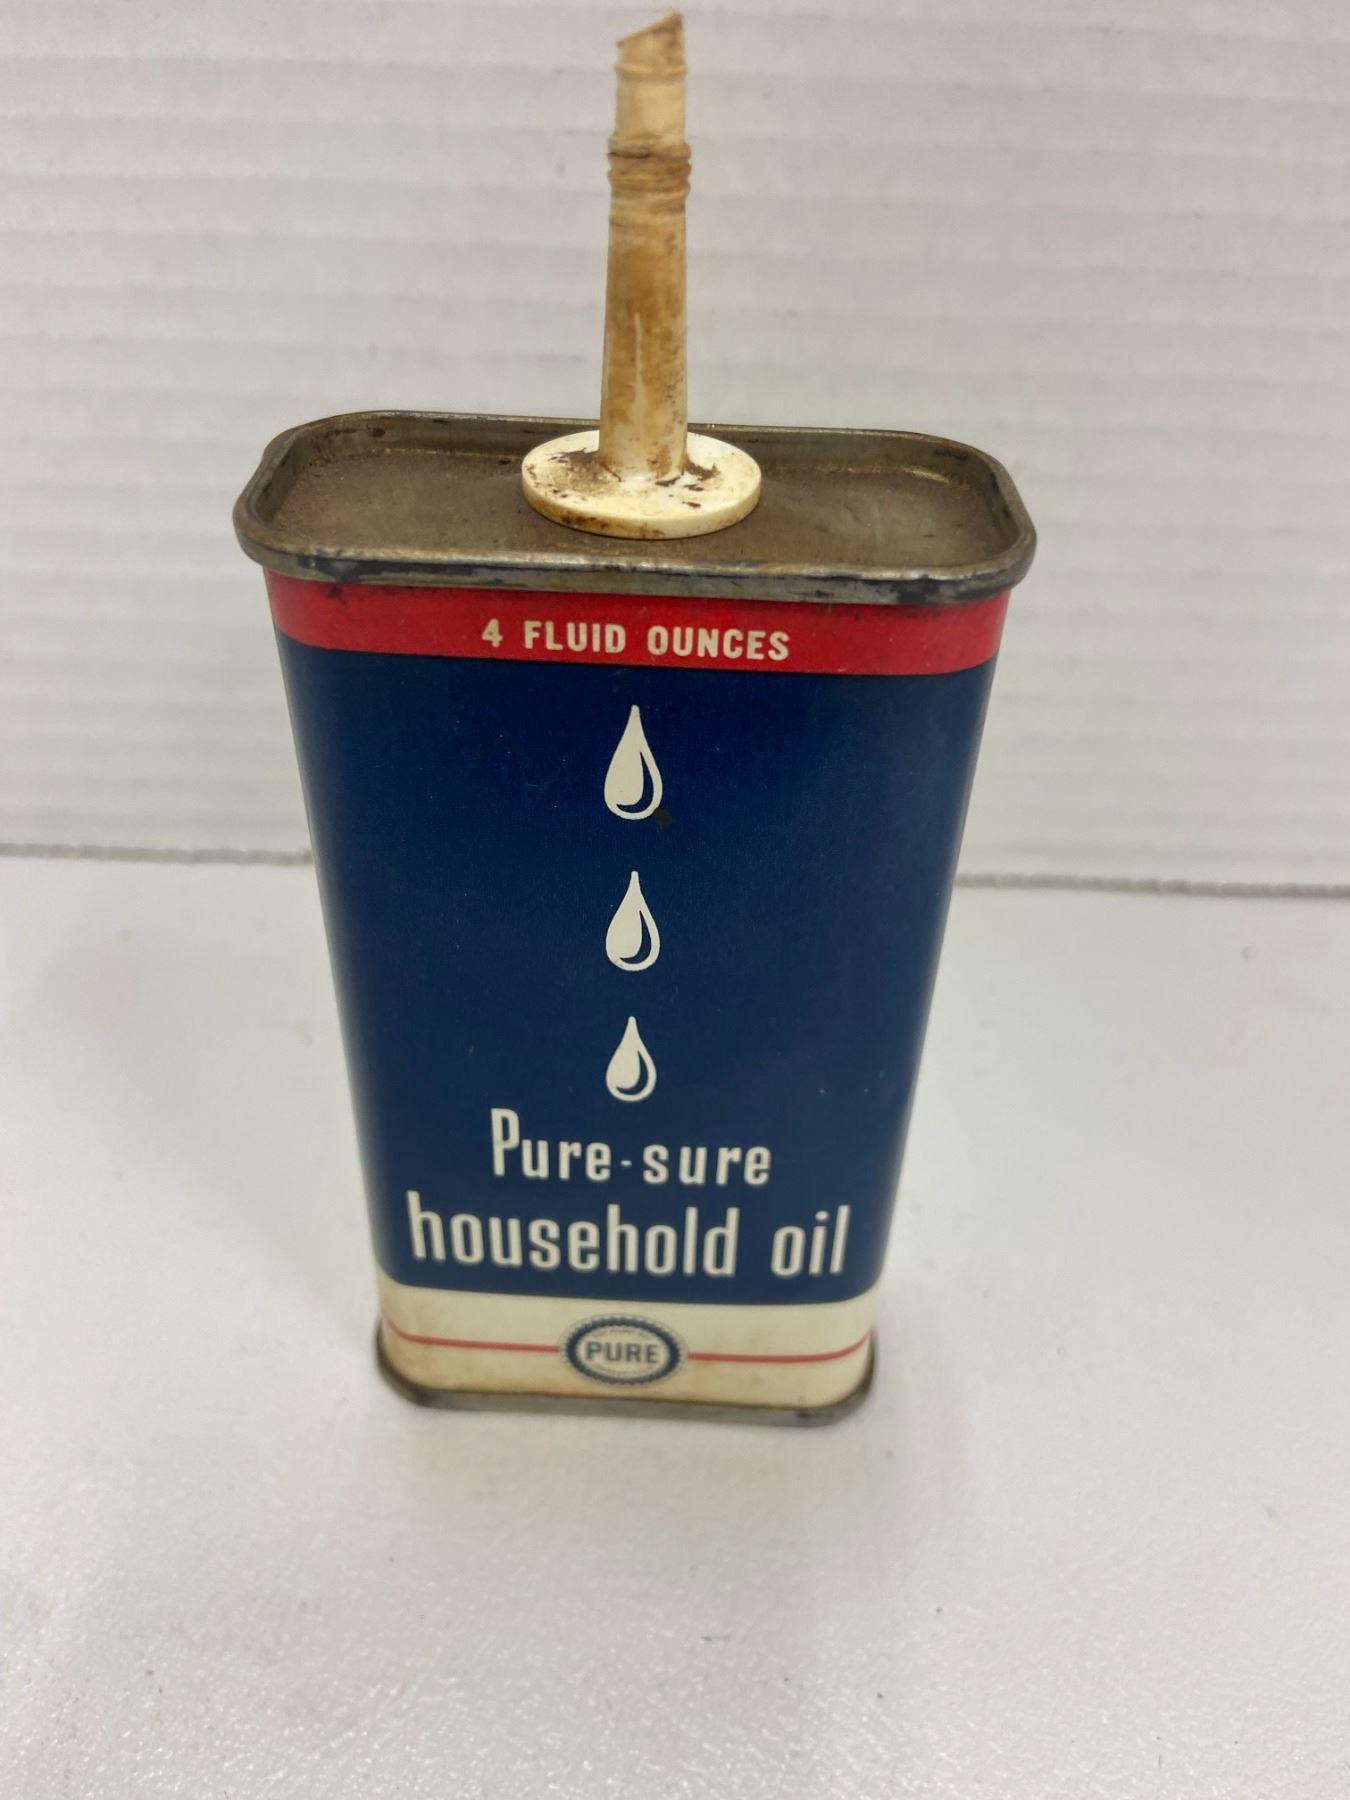 4 FLUID OUNCES
Pure-sure
household oil
PURE